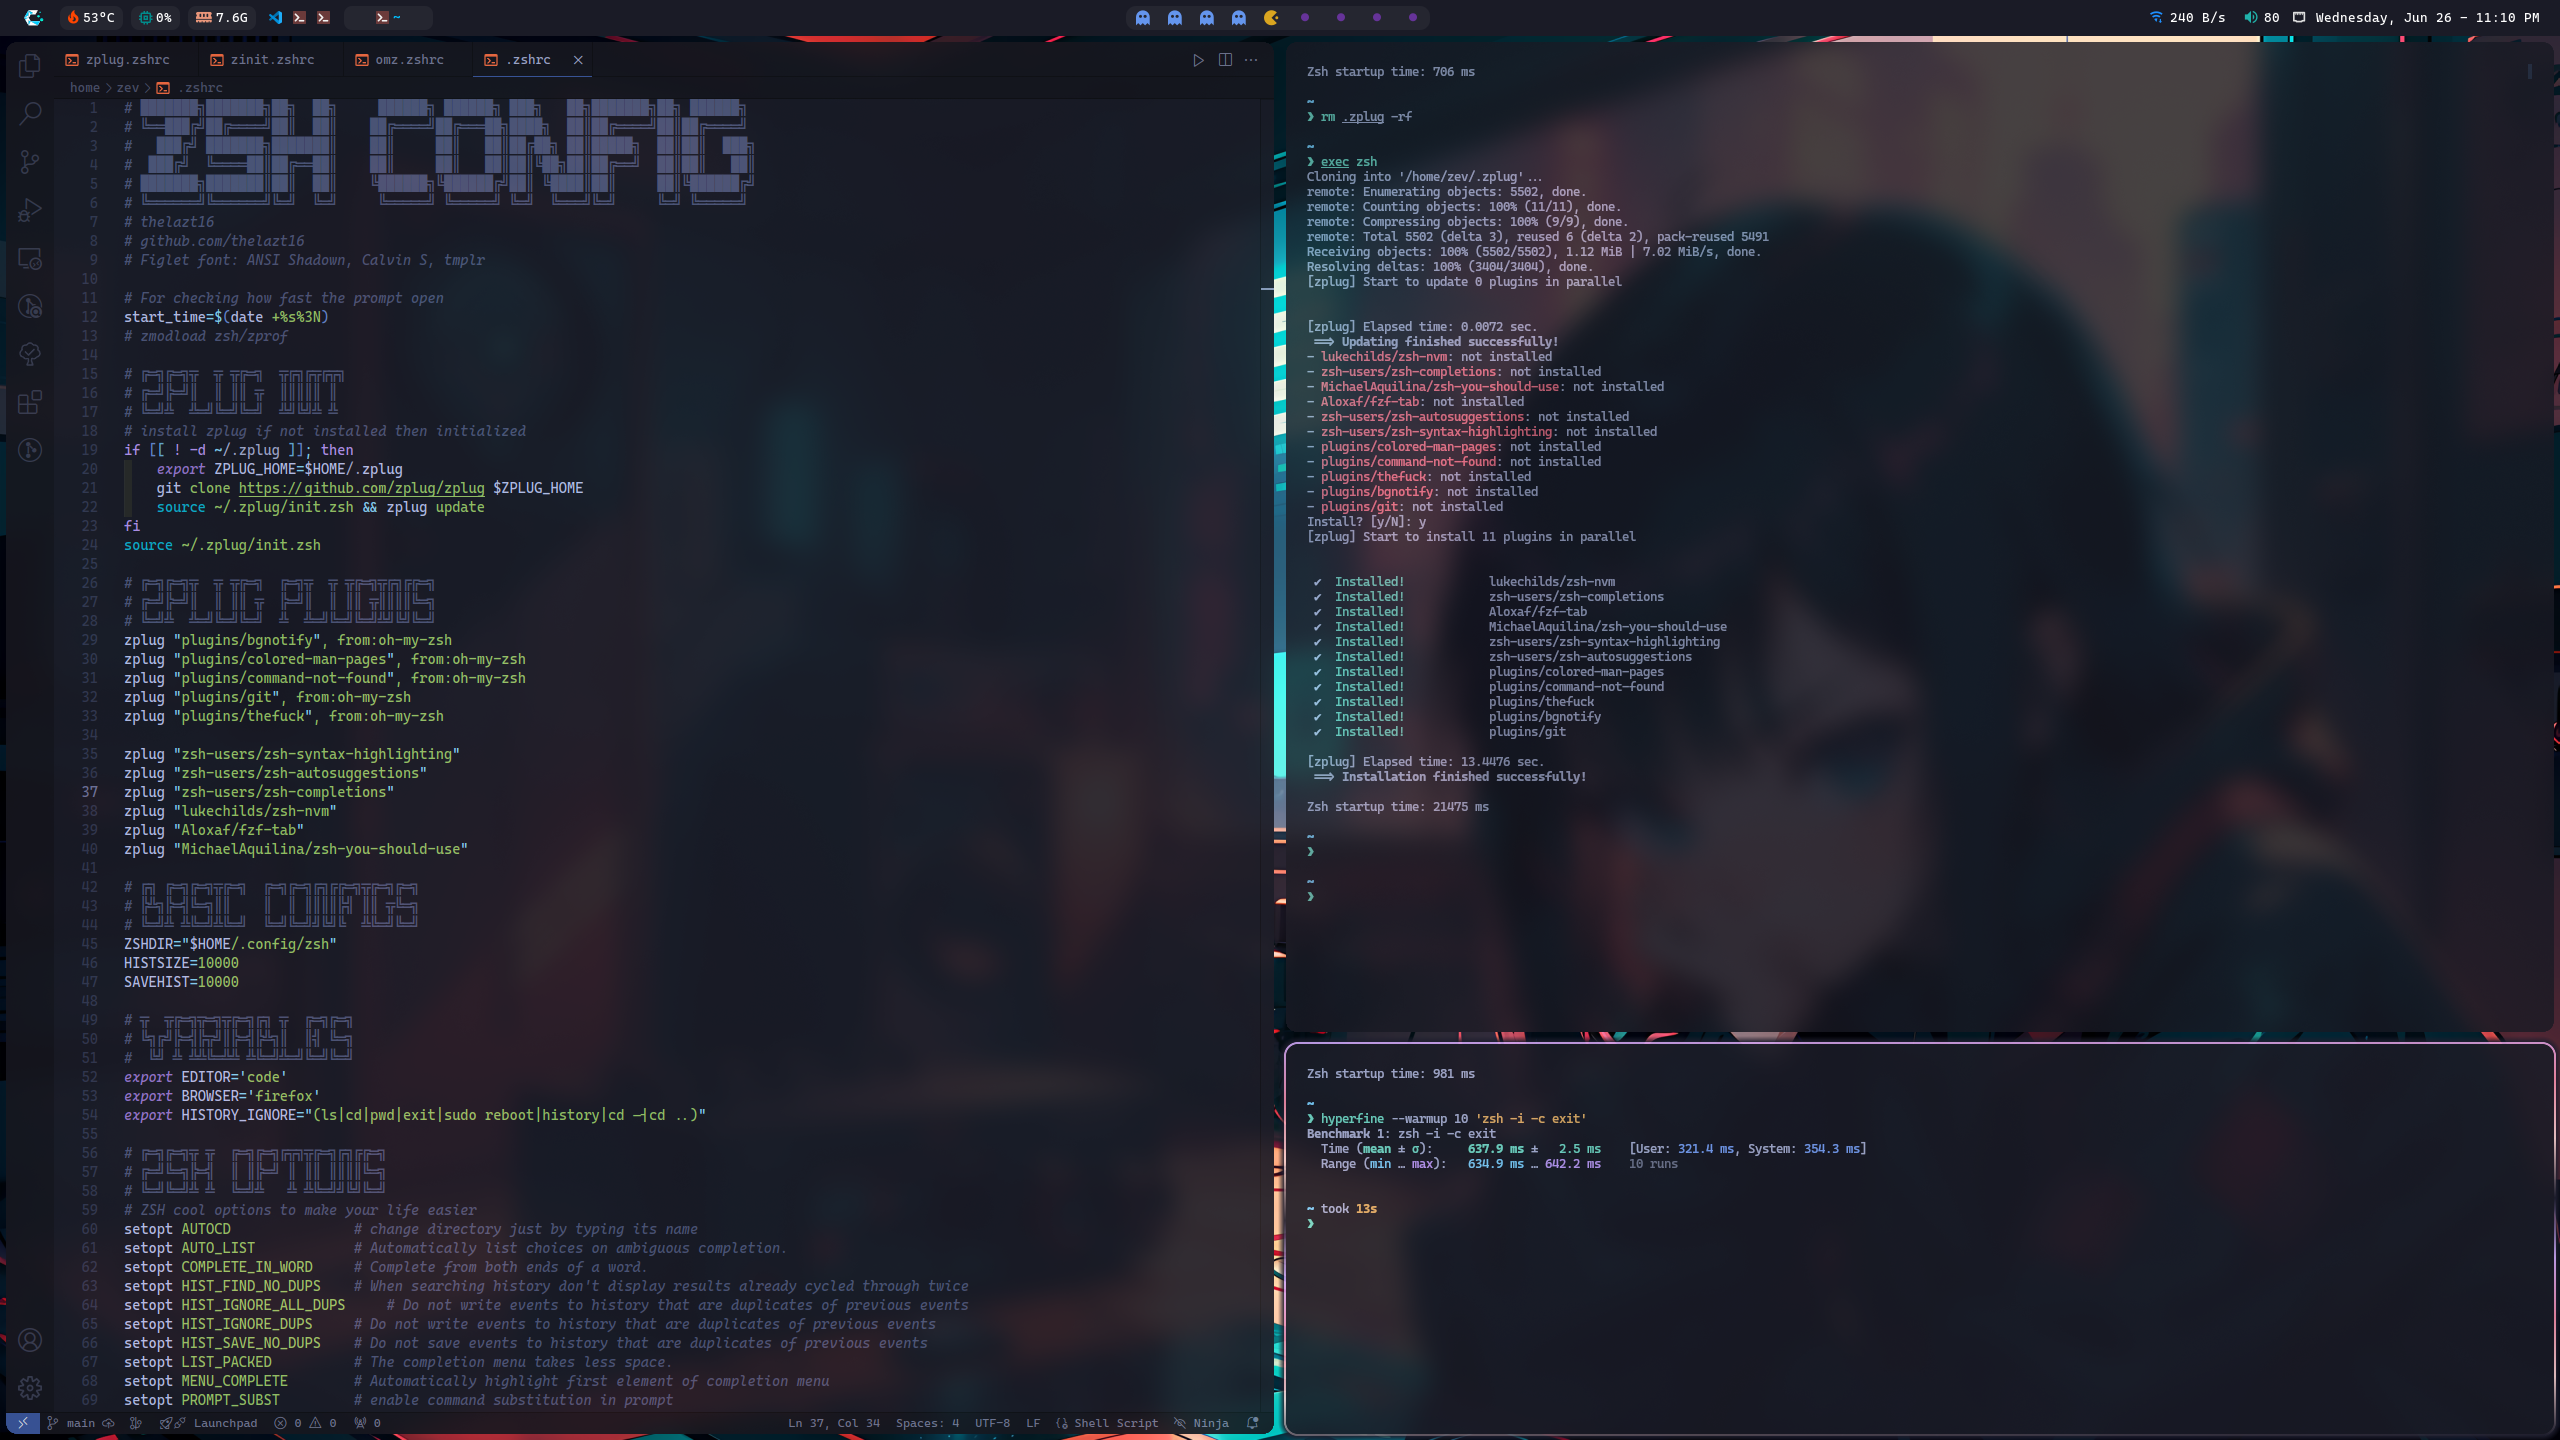 53°C 0% 7.6G ~
240 B/s 80 Wednesday, Jun 26 - 11:10 PM
zplug.zshrc zinit.zshrc omz.zshrc .zshrc
home > zev > .zshrc
1 # ZSH CONFIG
2 #
3 #
4 #
5 #
6 #
7 # thelazt16
8 # github.com/thelazt16
9 # Figlet font: ANSI Shadown, Calvin S, tmplr
10
11 # For checking how fast the prompt open
12 start_time=$(date +%s%3N)
13 # zmodload zsh/zprof
14
15 # ZPLUG INIT
16 #
17 #
18 # install zplug if not installed then initialized
19 if [[ ! -d ~/.zplug ]]; then
20 export ZPLUG_HOME=$HOME/.zplug
21 git clone https://github.com/zplug/zplug $ZPLUG_HOME
22 source ~/.zplug/init.zsh && zplug update
23 fi
24 source ~/.zplug/init.zsh
25
26 # ZPLUG PLUGINS
27 #
28 #
29 zplug "plugins/bgnotify", from:oh-my-zsh
30 zplug "plugins/colored-man-pages", from:oh-my-zsh
31 zplug "plugins/command-not-found", from:oh-my-zsh
32 zplug "plugins/git", from:oh-my-zsh
33 zplug "plugins/thefuck", from:oh-my-zsh
34
35 zplug "zsh-users/zsh-syntax-highlighting"
36 zplug "zsh-users/zsh-autosuggestions"
37 zplug "zsh-users/zsh-completions"
38 zplug "lukechilds/zsh-nvm"
39 zplug "Aloxaf/fzf-tab"
40 zplug "MichaelAquilina/zsh-you-should-use"
41
42 # BASIC CONFIGS
43 #
44 #
45 ZSHDIR="$HOME/.config/zsh"
46 HISTSIZE=10000
47 SAVEHIST=10000
48
49 # VARIABLES
50 #
51 #
52 export EDITOR='code'
53 export BROWSER='firefox'
54 export HISTORY_IGNORE="(ls|cd|pwd|exit|sudo reboot|history|cd -|cd ..)"
55
56 # ZSH OPTIONS
57 #
58 #
59 # ZSH cool options to make your life easier
60 setopt AUTOCD # change directory just by typing its name
61 setopt AUTO_LIST # Automatically list choices on ambiguous completion.
62 setopt COMPLETE_IN_WORD # Complete from both ends of a word.
63 setopt HIST_FIND_NO_DUPS # When searching history don't display results already cycled through twice
64 setopt HIST_IGNORE_ALL_DUPS # Do not write events to history that are duplicates of previous events
65 setopt HIST_IGNORE_DUPS # Do not write events to history that are duplicates of previous events
66 setopt HIST_SAVE_NO_DUPS # Do not save events to history that are duplicates of previous events
67 setopt LIST_PACKED # The completion menu takes less space.
68 setopt MENU_COMPLETE # Automatically highlight first element of completion menu
69 setopt PROMPT_SUBST # enable command substitution in prompt
main Launchpad 0 0 0 Ln 37, Col 34 Spaces: 4 UTF-8 LF Shell Script Ninja
Zsh startup time: 706 ms
~
❯ rm .zplug -rf
~
❯ exec zsh
Cloning into '/home/zev/.zplug'...
remote: Enumerating objects: 5502, done.
remote: Counting objects: 100% (11/11), done.
remote: Compressing objects: 100% (9/9), done.
remote: Total 5502 (delta 3), reused 6 (delta 2), pack-reused 5491
Receiving objects: 100% (5502/5502), 1.12 MiB | 7.02 MiB/s, done.
Resolving deltas: 100% (3404/3404), done.
[zplug] Start to update 0 plugins in parallel
[zplug] Elapsed time: 0.0072 sec.
==> Updating finished successfully!
- lukechilds/zsh-nvm: not installed
- zsh-users/zsh-completions: not installed
- MichaelAquilina/zsh-you-should-use: not installed
- Aloxaf/fzf-tab: not installed
- zsh-users/zsh-autosuggestions: not installed
- zsh-users/zsh-syntax-highlighting: not installed
- plugins/colored-man-pages: not installed
- plugins/command-not-found: not installed
- plugins/thefuck: not installed
- plugins/bgnotify: not installed
- plugins/git: not installed
Install? [y/N]: y
[zplug] Start to install 11 plugins in parallel
✔ Installed! lukechilds/zsh-nvm
✔ Installed! zsh-users/zsh-completions
✔ Installed! Aloxaf/fzf-tab
✔ Installed! MichaelAquilina/zsh-you-should-use
✔ Installed! zsh-users/zsh-syntax-highlighting
✔ Installed! zsh-users/zsh-autosuggestions
✔ Installed! plugins/colored-man-pages
✔ Installed! plugins/command-not-found
✔ Installed! plugins/thefuck
✔ Installed! plugins/bgnotify
✔ Installed! plugins/git
[zplug] Elapsed time: 13.4476 sec.
==> Installation finished successfully!
Zsh startup time: 21475 ms
~
❯
~
❯
Zsh startup time: 981 ms
~
❯ hyperfine --warmup 10 'zsh -i -c exit'
Benchmark 1: zsh -i -c exit
Time (mean ± σ): 637.9 ms ± 2.5 ms [User: 321.4 ms, System: 354.3 ms]
Range (min … max): 634.9 ms … 642.2 ms 10 runs
~ took 13s
❯